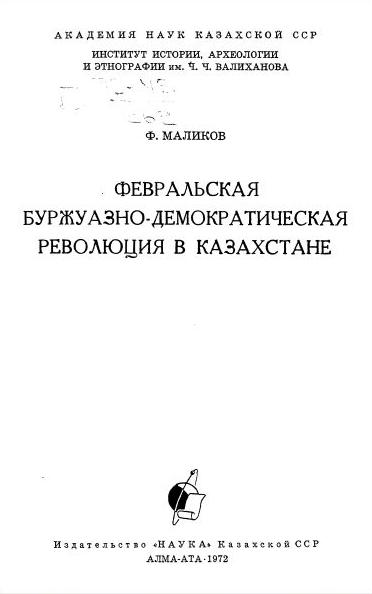 АКАДЕМИЯ НАУК КАЗАХСКОЙ ССР
ИНСТИТУТ ИСТОРИИ, АРХЕОЛОГИИ
И ЭТНОГРАФИИ им. Ч. Ч. ВАЛИХАНОВА
Ф. МАЛИКОВ
ФЕВРАЛЬСКАЯ
БУРЖУАЗНО-ДЕМОКРАТИЧЕСКАЯ
РЕВОЛЮЦИЯ В КАЗАХСТАНЕ
Издательство «НАУКА» Казахской ССР
АЛМА-АТА · 1972